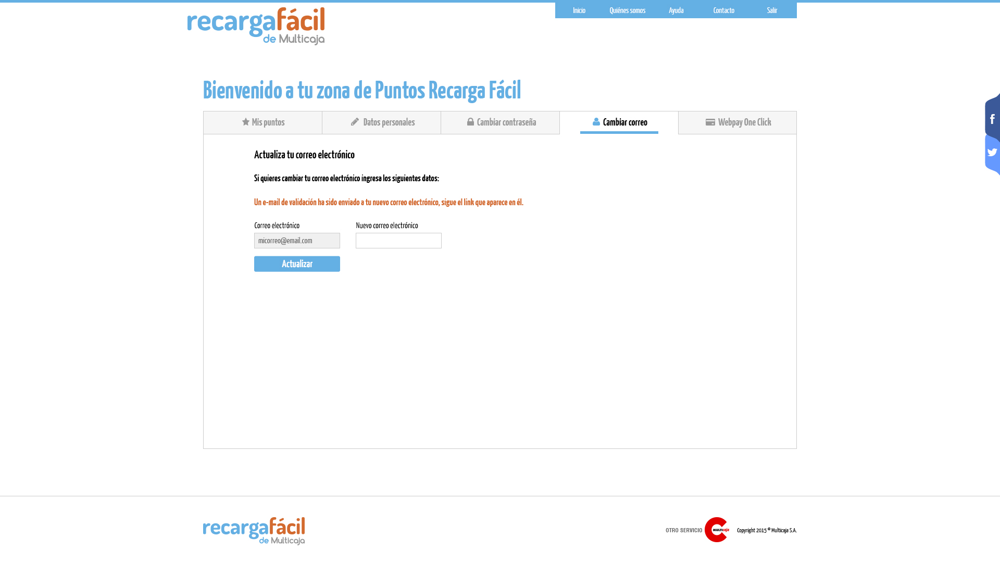 recargafácil
de Multicaja
Inicio
Quiénes somos
Ayuda
Contacto
Salir
Bienvenido a tu zona de Puntos Recarga Fácil
Mis puntos
Datos personales
Cambiar contraseña
Cambiar correo
Webpay One Click
Actualiza tu correo electrónico
Si quieres cambiar tu correo electrónico ingresa los siguientes datos:
Un e-mail de validación ha sido enviado a tu nuevo correo electrónico, sigue el link que aparece en él.
Correo electrónico
Nuevo correo electrónico
micorreo@email.com
Actualizar
recargafácil
de Multicaja
OTRO SERVICIO
MULTIcaja
Copyright 2015 © Multicaja S.A.